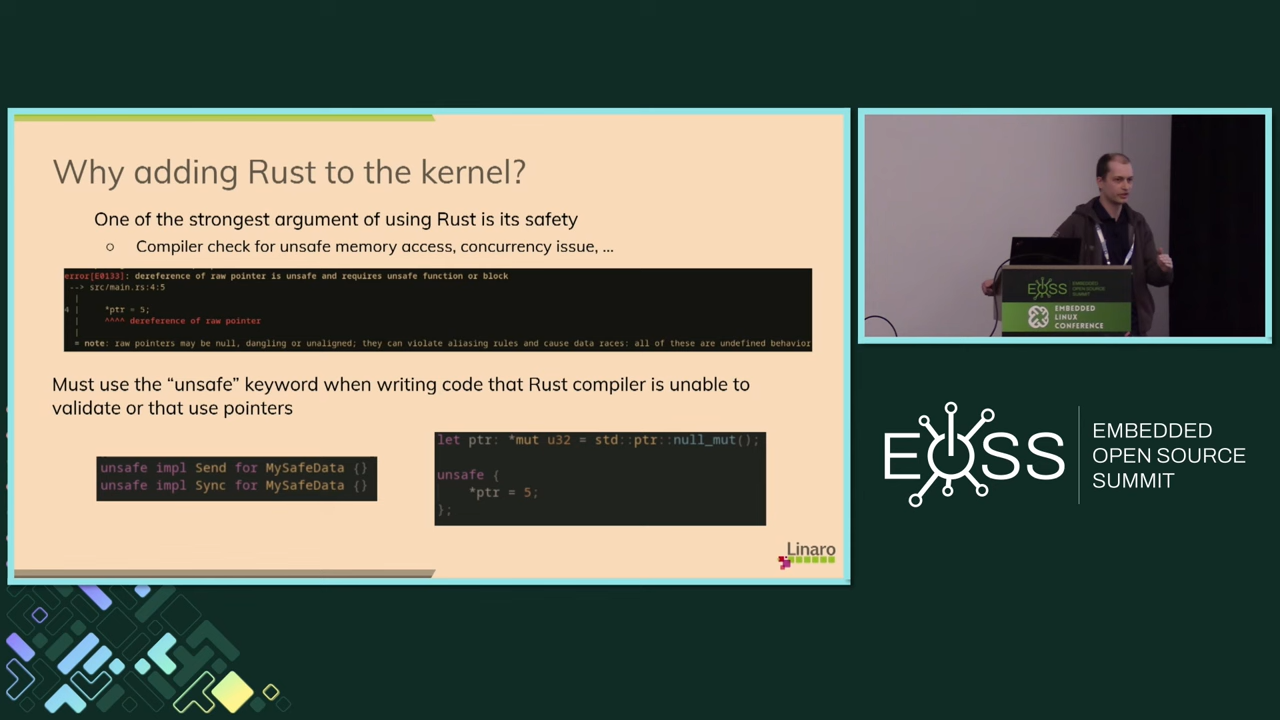 Why adding Rust to the kernel?
One of the strongest argument of using Rust is its safety
○ Compiler check for unsafe memory access, concurrency issue, ...
error[E0133]: dereference of raw pointer is unsafe and requires unsafe function or block
--> src/main.rs:4:5
|
4 | *ptr = 5;
| ^^^^ dereference of raw pointer
|
= note: raw pointers may be null, dangling or unaligned; they can violate aliasing rules and cause data races: all of these are undefined behavior
Must use the “unsafe” keyword when writing code that Rust compiler is unable to
validate or that use pointers
unsafe impl Send for MySafeData {}
unsafe impl Sync for MySafeData {}
let ptr: *mut u32 = std::ptr::null_mut();
unsafe {
*ptr = 5;
};
Linaro
EOSS
EMBEDDED
OPEN SOURCE
SUMMIT
EMBEDDED
LINUX
CONFERENCE
EOSS
EMBEDDED
OPEN SOURCE
SUMMIT